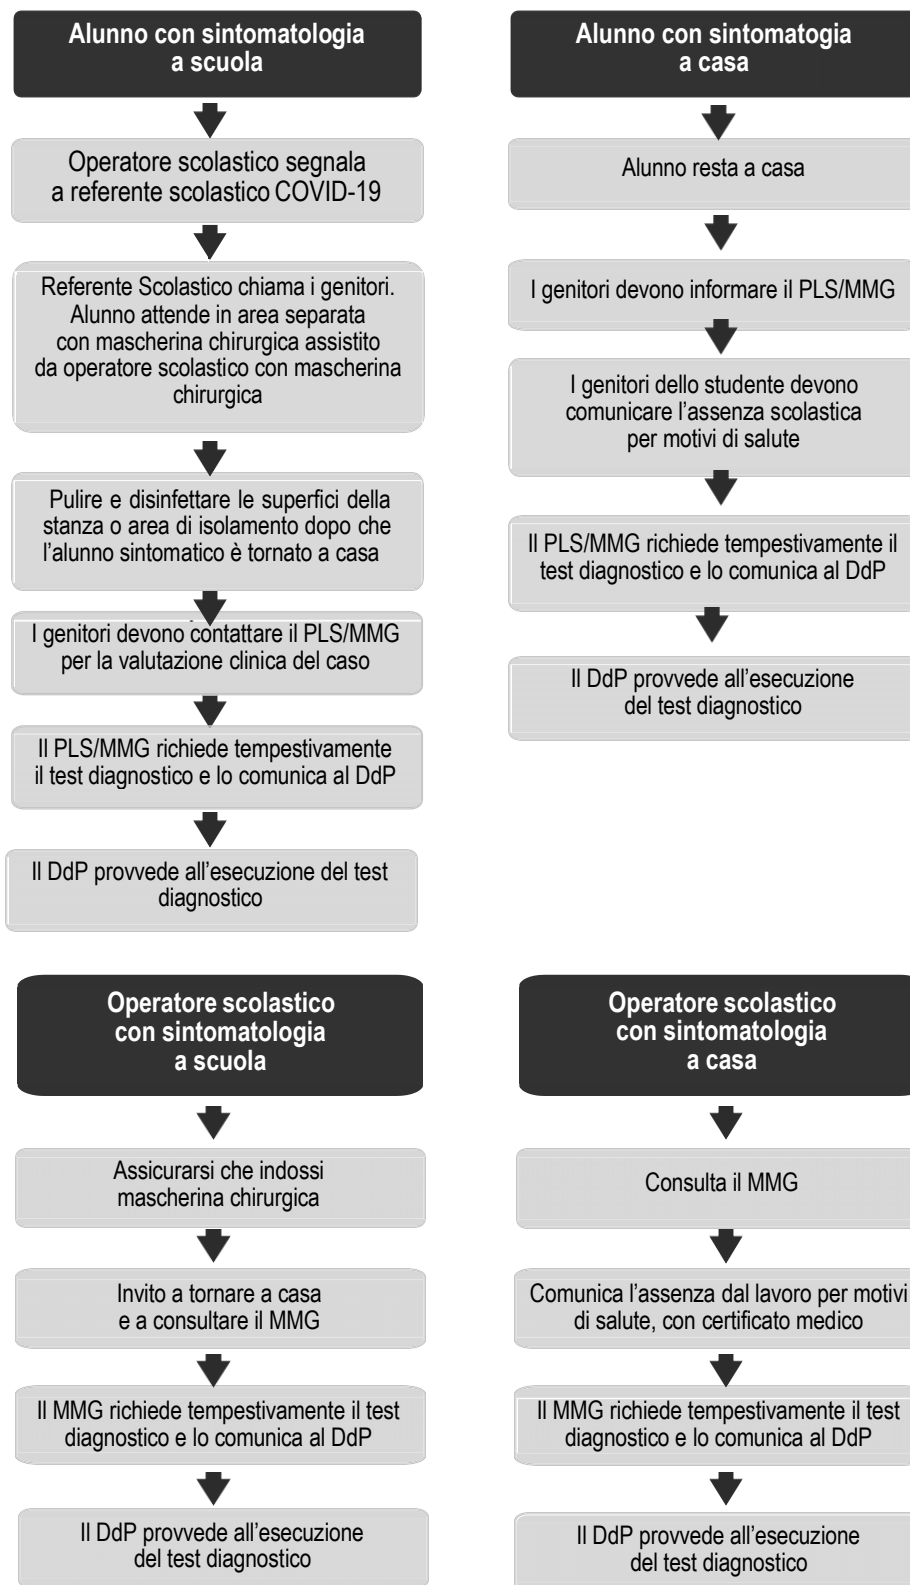 Alunno con sintomatologia
a scuola
Operatore scolastico segnala
a referente scolastico COVID-19
Referente Scolastico chiama i genitori.
Alunno attende in area separata
con mascherina chirurgica assistito
da operatore scolastico con mascherina
chirurgica
Pulire e disinfettare le superfici della
stanza o area di isolamento dopo che
l'alunno sintomatico è tornato a casa
I genitori devono contattare il PLS/MMG
per la valutazione clinica del caso
Il PLS/MMG richiede tempestivamente
il test diagnostico e lo comunica al DdP
Il DdP provvede all'esecuzione del test
diagnostico
Alunno con sintomatogia
a casa
Alunno resta a casa
I genitori devono informare il PLS/MMG
I genitori dello studente devono
comunicare l'assenza scolastica
per motivi di salute
Il PLS/MMG richiede tempestivamente il
test diagnostico e lo comunica al DdP
Il DdP provvede all'esecuzione
del test diagnostico
Operatore scolastico
con sintomatologia
a scuola
Assicurarsi che indossi
mascherina chirurgica
Invito a tornare a casa
e a consultare il MMG
Il MMG richiede tempestivamente il test
diagnostico e lo comunica al DdP
Il DdP provvede all'esecuzione
del test diagnostico
Operatore scolastico
con sintomatologia
a casa
Consulta il MMG
Comunica l'assenza dal lavoro per motivi
di salute, con certificato medico
Il MMG richiede tempestivamente il test
diagnostico e lo comunica al DdP
Il DdP provvede all'esecuzione
del test diagnostico